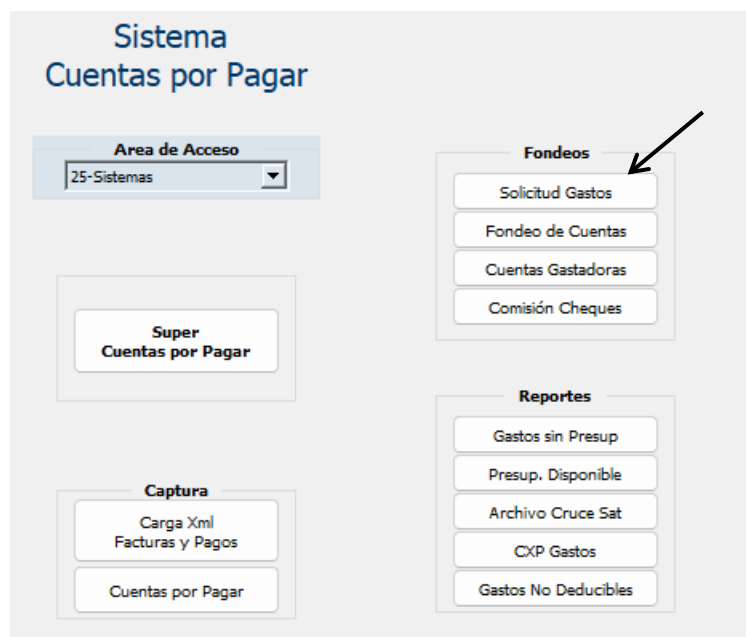 Sistema
Cuentas por Pagar
Area de Acceso
25-Sistemas
Super
Cuentas por Pagar
Captura
Carga Xml
Facturas y Pagos
Cuentas por Pagar
Fondeos
Solicitud Gastos
Fondeo de Cuentas
Cuentas Gastadoras
Comisión Cheques
Reportes
Gastos sin Presup
Presup. Disponible
Archivo Cruce Sat
CXP Gastos
Gastos No Deducibles